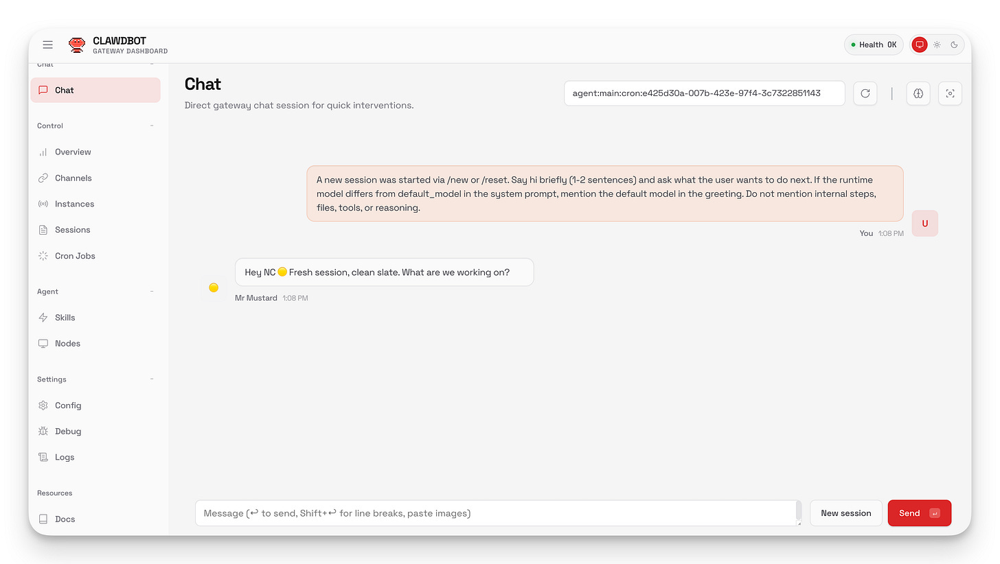 CLAWDBOT
GATEWAY DASHBOARD
Health OK
Chat –
Chat
Control –
Overview
Channels
Instances
Sessions
Cron Jobs
Agent –
Skills
Nodes
Settings –
Config
Debug
Logs
Resources
Docs
Chat
Direct gateway chat session for quick interventions.
agent:main:cron:e425d30a-007b-423e-97f4-3c7322851143
A new session was started via /new or /reset. Say hi briefly (1-2 sentences) and ask what the user wants to do next. If the runtime
model differs from default_model in the system prompt, mention the default model in the greeting. Do not mention internal steps,
files, tools, or reasoning.
U
You 1:08 PM
Hey NC 🟡 Fresh session, clean slate. What are we working on?
Mr Mustard 1:08 PM
Message (↩ to send, Shift+↩ for line breaks, paste images)
New session
Send ↵